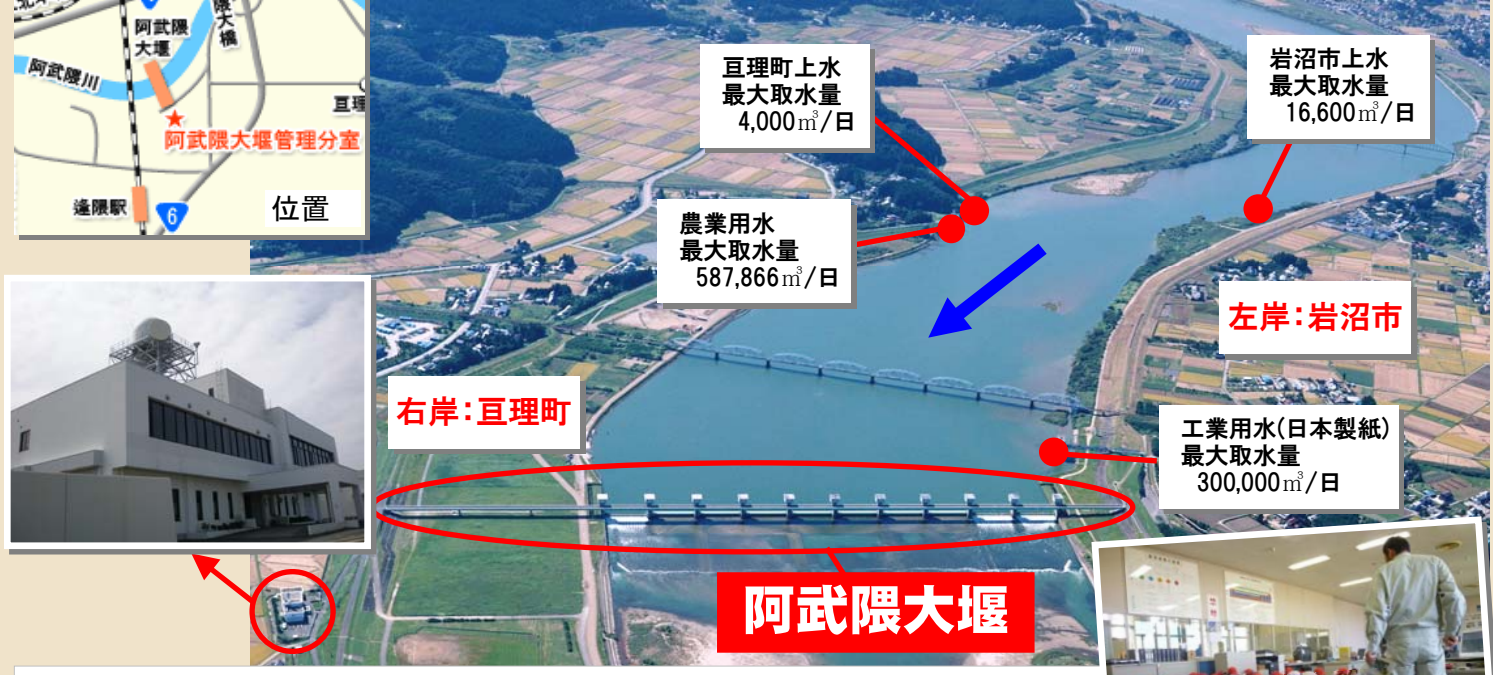 阿武隈
大堰
隈大橋
阿武隈川
亘理
阿武隈大堰管理分室
逢隈駅
6
位置
亘理町上水
最大取水量
4,000㎥/日
岩沼市上水
最大取水量
16,600㎥/日
農業用水
最大取水量
587,866㎥/日
左岸:岩沼市
右岸:亘理町
工業用水(日本製紙)
最大取水量
300,000㎥/日
阿武隈大堰